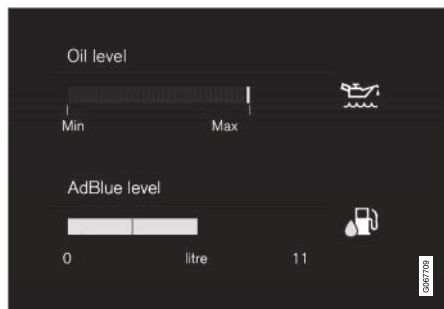 Oil level
Min Max
AdBlue level
0 litre 11
G067709